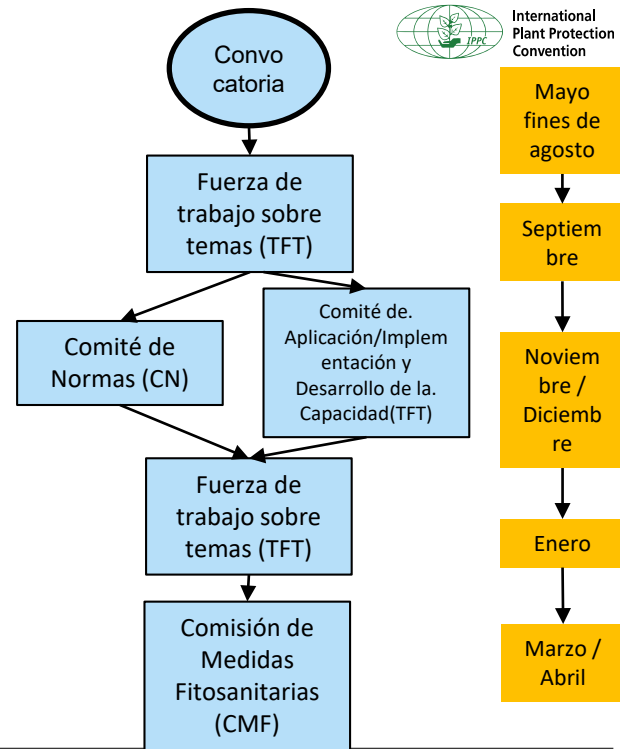 Convo
catoria
IPPC
International
Plant Protection
Convention
Mayo
fines de
agosto
Fuerza de
trabajo sobre
temas (TFT)
Septiem
bre
Comité de
Normas (CN)
Comité de.
Aplicación/Implem
entación y
Desarrollo de la.
Capacidad(TFT)
Noviem
bre /
Diciemb
re
Fuerza de
trabajo sobre
temas (TFT)
Enero
Comisión de
Medidas
Fitosanitarias
(CMF)
Marzo /
Abril